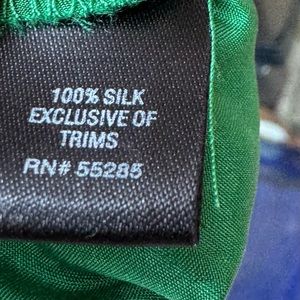 100% SILK
EXCLUSIVE OF
TRIMS
RN# 55285